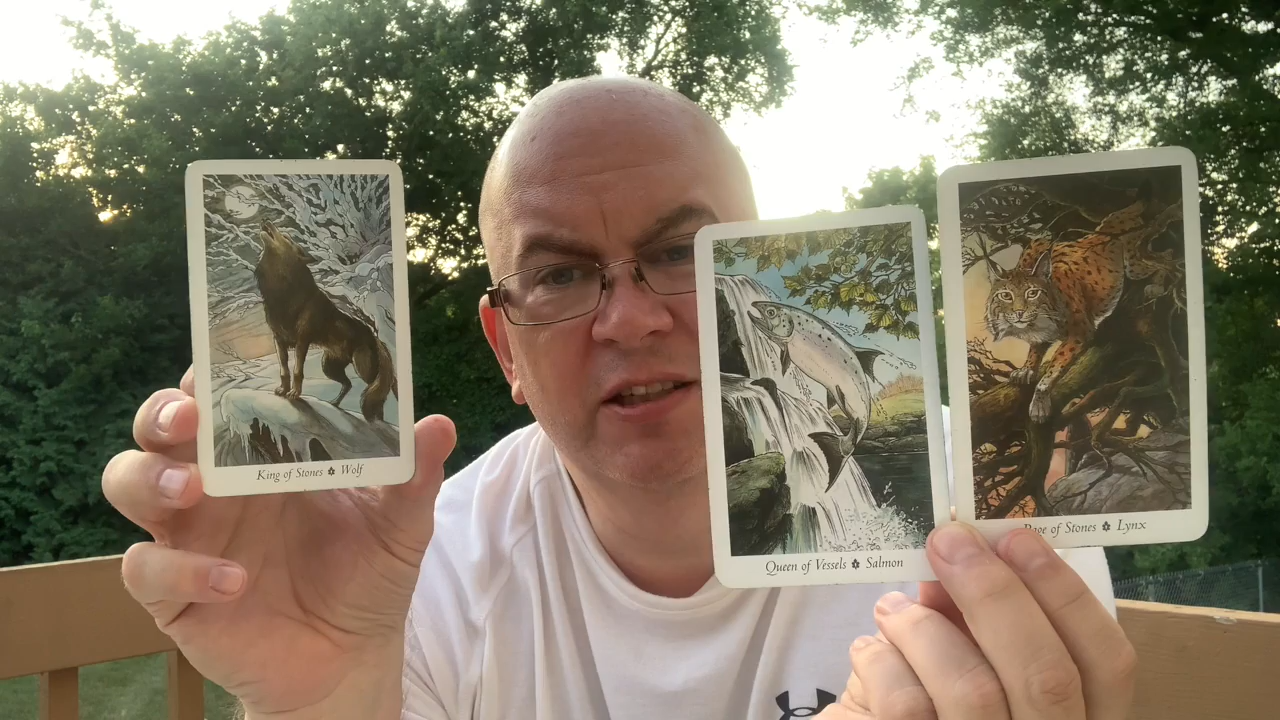 King of Stones ✿ Wolf
Queen of Vessels ✿ Salmon
Page of Stones ✿ Lynx